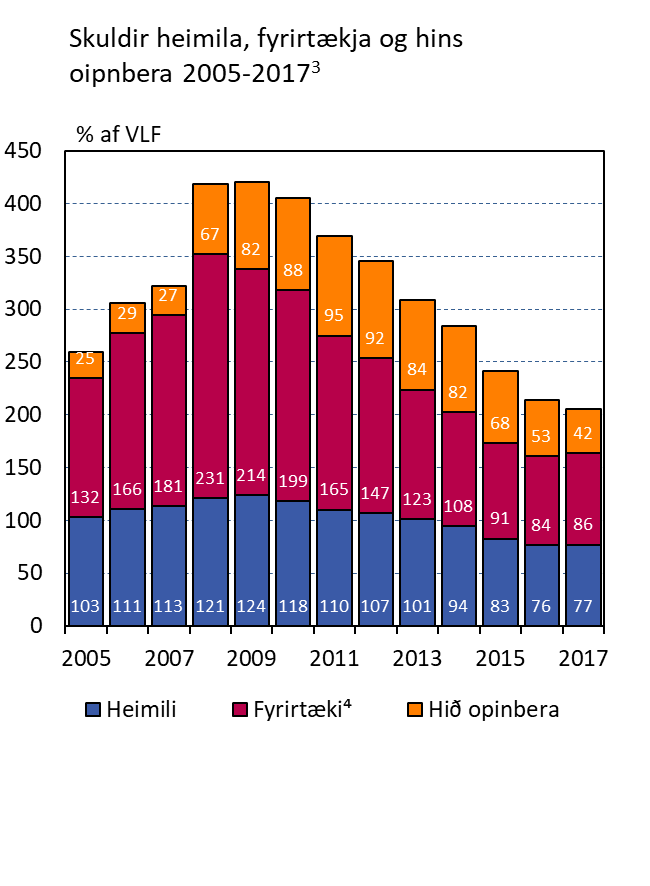 Skuldir heimila, fyrirtækja og hins
oipnbera 2005-2017³
% af VLF
450
400
350
300
250
200
150
100
50
0
25 29 27 67 82 88 95 92 84 82 68 53 42
132 166 181 231 214 199 165 147 123 108 91 84 86
103 111 113 121 124 118 110 107 101 94 83 76 77
2005 2007 2009 2011 2013 2015 2017
Heimili Fyrirtæki⁴ Hið opinbera